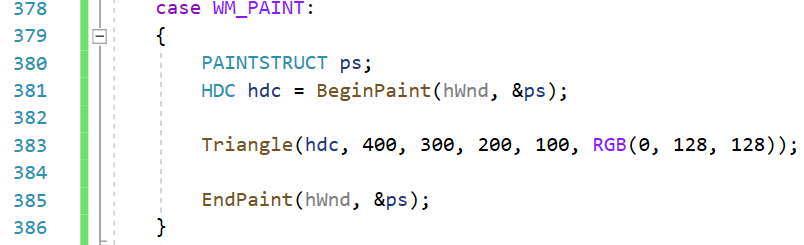 378 case WM_PAINT:
379 {
380 PAINTSTRUCT ps;
381 HDC hdc = BeginPaint(hWnd, &ps);
382
383 Triangle(hdc, 400, 300, 200, 100, RGB(0, 128, 128));
384
385 EndPaint(hWnd, &ps);
386 }